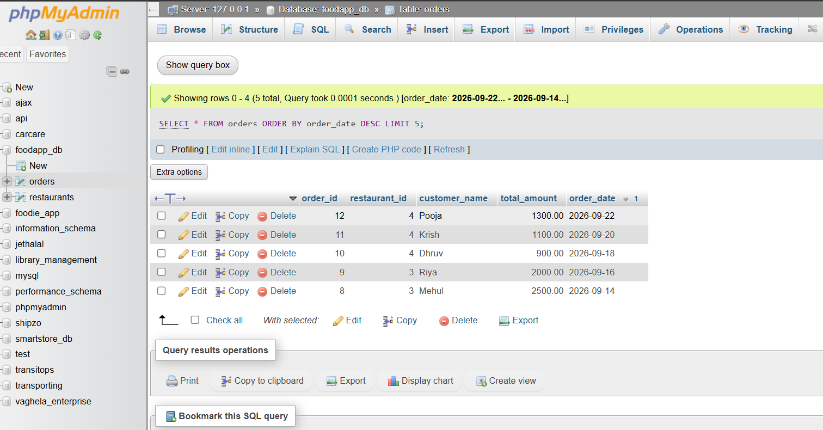 phpMyAdmin
ecent Favorites
New
ajax
api
carcare
foodapp_db
New
orders
restaurants
foodie_app
information_schema
jethalal
library_management
mysql
performance_schema
phpmyadmin
shipzo
smartstore_db
test
transitops
transporting
vaghela_enterprise
Server: 127.0.0.1 » Database: foodapp_db » Table: orders
Browse Structure SQL Search Insert Export Import Privileges Operations Tracking
Show query box
Showing rows 0 - 4 (5 total, Query took 0.0001 seconds.) [order_date: 2026-09-22... - 2026-09-14...]
SELECT * FROM orders ORDER BY order_date DESC LIMIT 5;
Profiling [ Edit inline ] [ Edit ] [ Explain SQL ] [ Create PHP code ] [ Refresh ]
Extra options
←T→ order_id restaurant_id customer_name total_amount order_date 1
Edit Copy Delete 12 4 Pooja 1300.00 2026-09-22
Edit Copy Delete 11 4 Krish 1100.00 2026-09-20
Edit Copy Delete 10 4 Dhruv 900.00 2026-09-18
Edit Copy Delete 9 3 Riya 2000.00 2026-09-16
Edit Copy Delete 8 3 Mehul 2500.00 2026-09-14
Check all With selected: Edit Copy Delete Export
Query results operations
Print Copy to clipboard Export Display chart Create view
Bookmark this SQL query